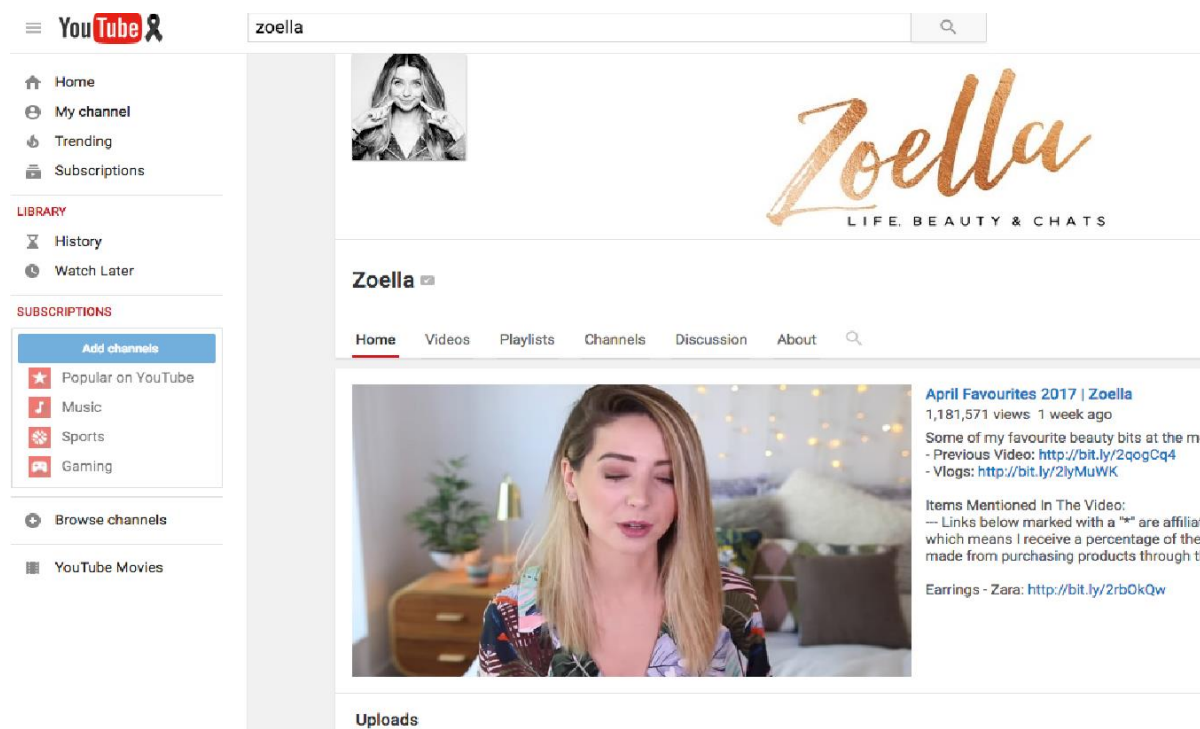 YouTube
zoella
Home
My channel
Trending
Subscriptions
LIBRARY
History
Watch Later
SUBSCRIPTIONS
Add channels
Popular on YouTube
Music
Sports
Gaming
Browse channels
YouTube Movies
Zoella
LIFE, BEAUTY & CHATS
Zoella
Home Videos Playlists Channels Discussion About
April Favourites 2017 | Zoella
1,181,571 views 1 week ago
Some of my favourite beauty bits at the m
- Previous Video: http://bit.ly/2qogCq4
- Vlogs: http://bit.ly/2lyMuWK
Items Mentioned In The Video:
--- Links below marked with a "*" are affilia
which means I receive a percentage of the
made from purchasing products through t
Earrings - Zara: http://bit.ly/2rbOkQw
Uploads